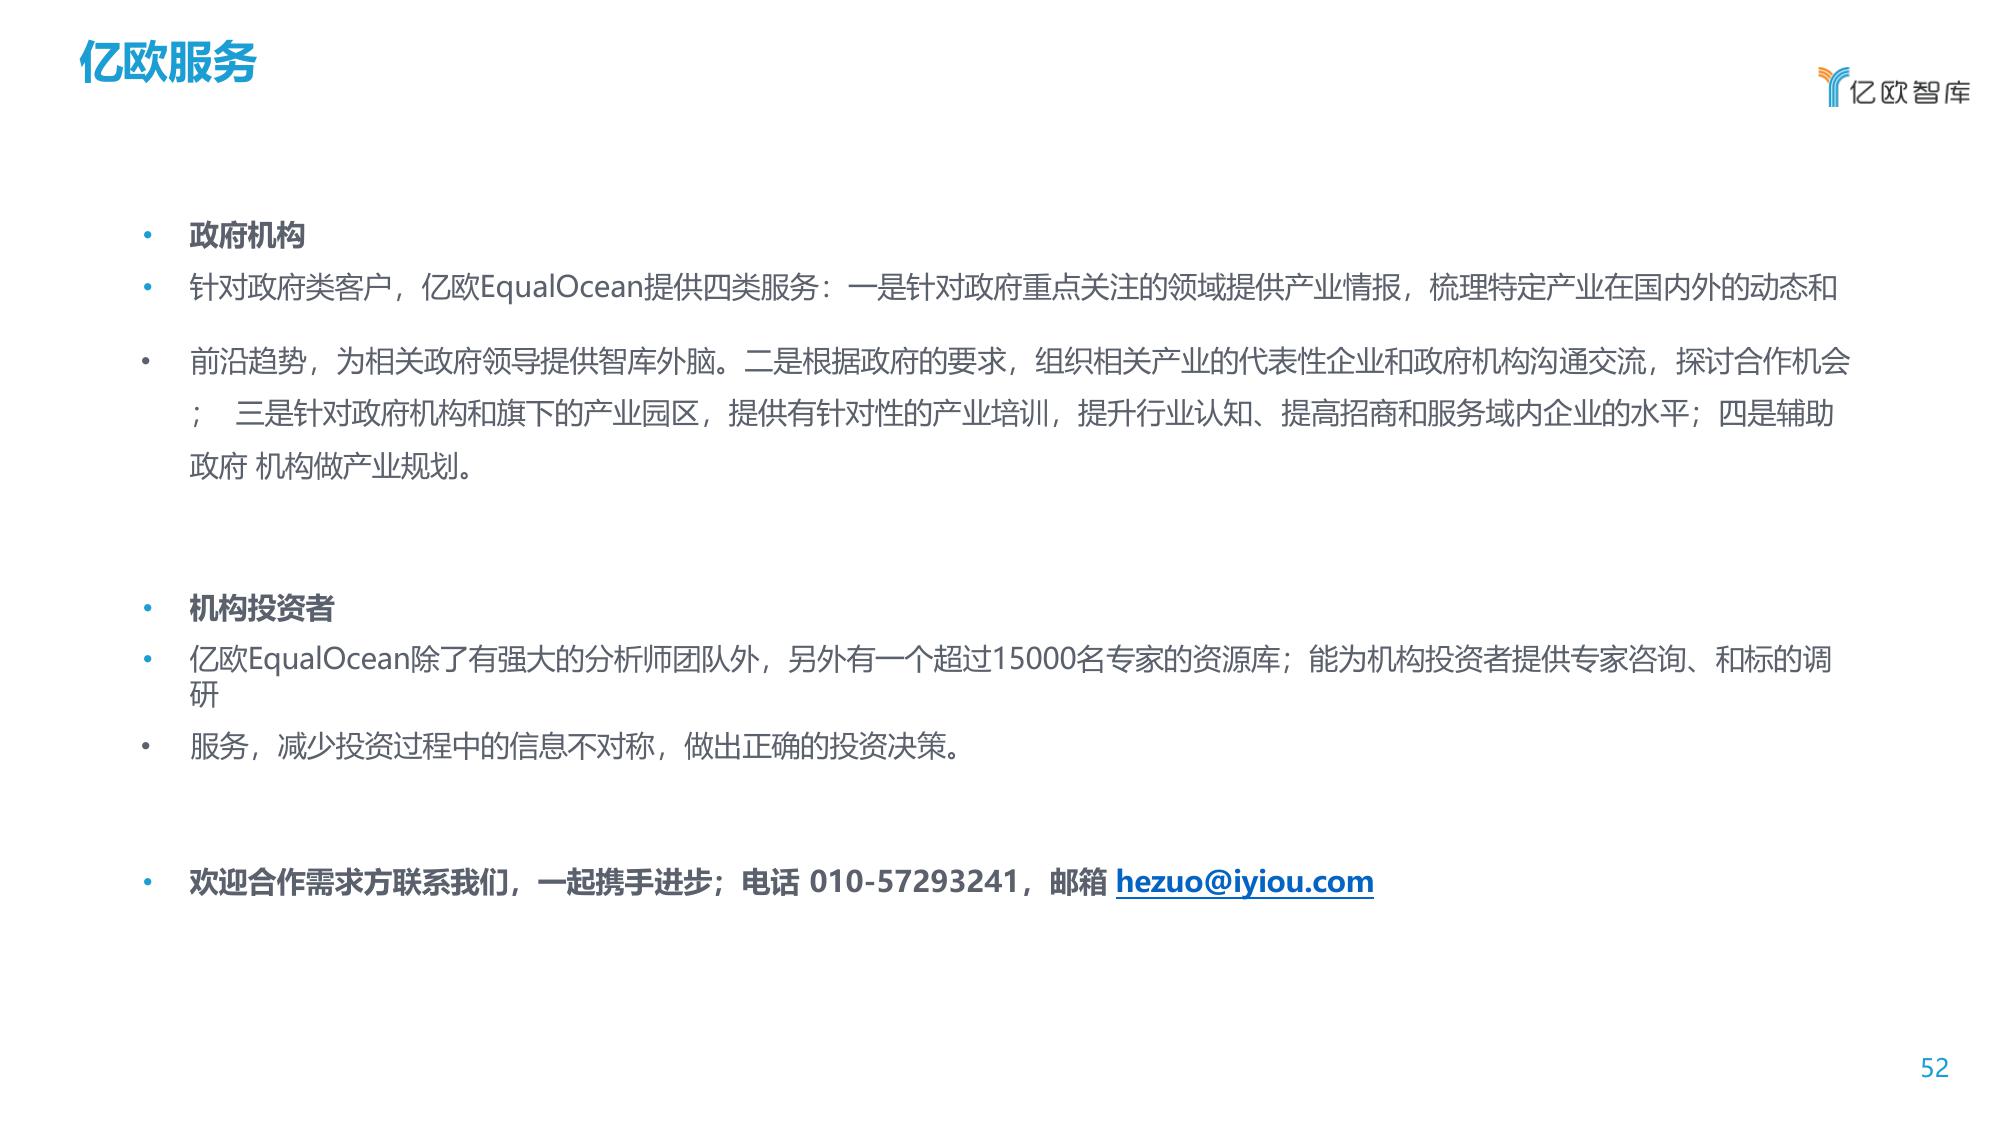 亿欧服务
亿欧智库
• 政府机构
• 针对政府类客户，亿欧EqualOcean提供四类服务：一是针对政府重点关注的领域提供产业情报，梳理特定产业在国内外的动态和
• 前沿趋势，为相关政府领导提供智库外脑。二是根据政府的要求，组织相关产业的代表性企业和政府机构沟通交流，探讨合作机会
； 三是针对政府机构和旗下的产业园区，提供有针对性的产业培训，提升行业认知、提高招商和服务域内企业的水平；四是辅助
政府 机构做产业规划。
• 机构投资者
• 亿欧EqualOcean除了有强大的分析师团队外，另外有一个超过15000名专家的资源库；能为机构投资者提供专家咨询、和标的调
研
• 服务，减少投资过程中的信息不对称，做出正确的投资决策。
• 欢迎合作需求方联系我们，一起携手进步；电话 010-57293241，邮箱 hezuo@iyiou.com
52